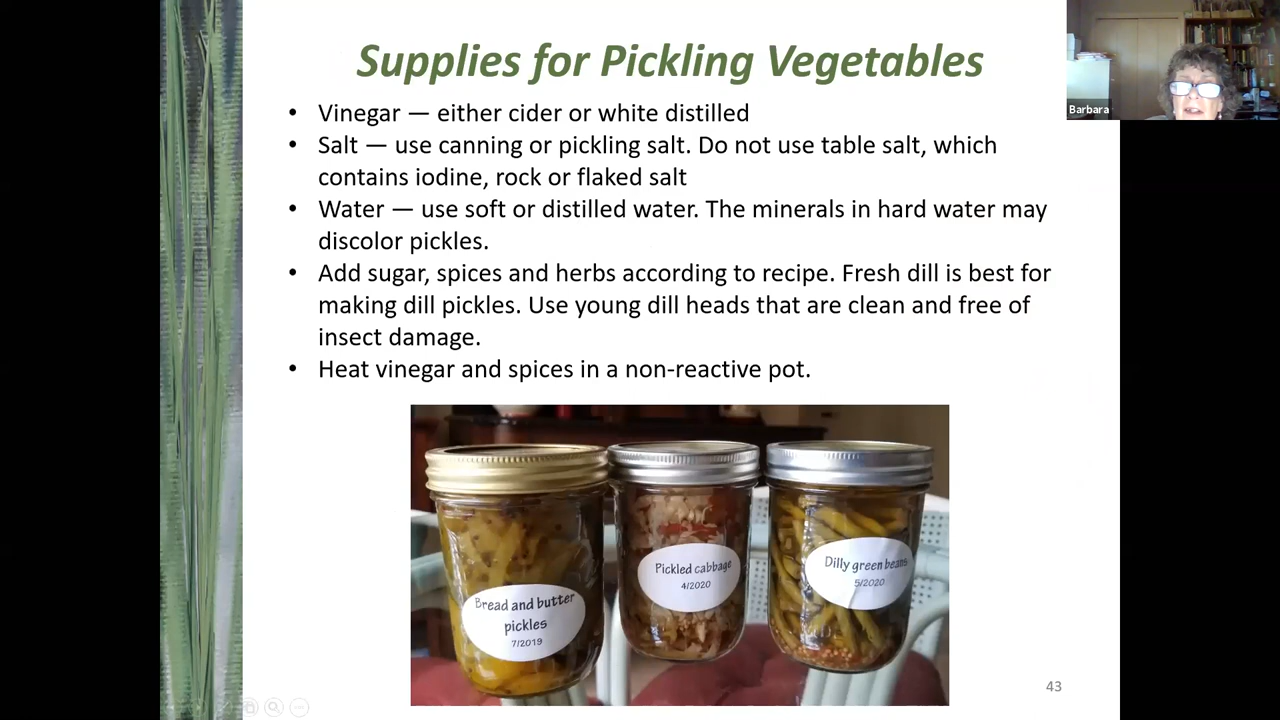 Supplies for Pickling Vegetables
• Vinegar — either cider or white distilled
• Salt — use canning or pickling salt. Do not use table salt, which
contains iodine, rock or flaked salt
• Water — use soft or distilled water. The minerals in hard water may
discolor pickles.
• Add sugar, spices and herbs according to recipe. Fresh dill is best for
making dill pickles. Use young dill heads that are clean and free of
insect damage.
• Heat vinegar and spices in a non-reactive pot.
Bread and butter
pickles
7/2019
Pickled cabbage
4/2020
Dilly green beans
5/2020
43
Barbara